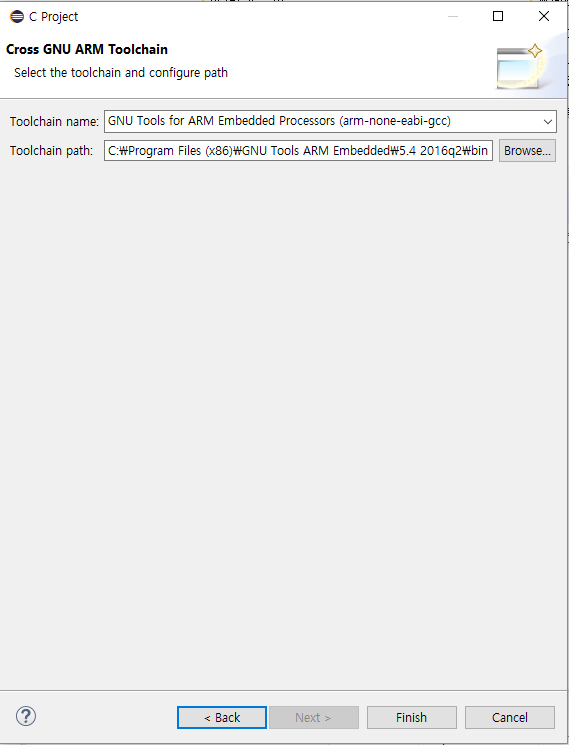 C Project
Cross GNU ARM Toolchain
Select the toolchain and configure path
Toolchain name: GNU Tools for ARM Embedded Processors (arm-none-eabi-gcc)
Toolchain path: C:₩Program Files (x86)₩GNU Tools ARM Embedded₩5.4 2016q2₩bin Browse...
? < Back Next > Finish Cancel